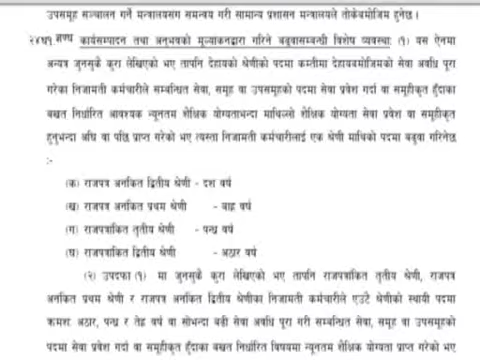 उपसमूह सञ्चालन गर्ने मन्त्रालयसंग समन्वय गरी सामान्य प्रशासन मन्त्रालयले तोकेबमोजिम हुनेछ ।
२४घ१ कार्यसम्पादन तथा अनुभवको मूल्याकनद्वारा गरिने बढुवासम्बन्धी विशेष व्यवस्थाः (१) यस ऐनमा
अन्यत्र जुनसुकै कुरा लेखिएको भए तापनि देहायको श्रेणीको पदमा कम्तीमा देहायबमोजिमको सेवा अवधि पूरा
गरेका निजामती कर्मचारीले सम्बन्धित सेवा, समूह वा उपसमूहको पदमा सेवा प्रवेश गर्दा वा समूहीकृत हुँदाका
बखत निर्धारित आवश्यक न्यूनतम शैक्षिक योग्यताभन्दा माथिल्लो शैक्षिक योग्यता सेवा प्रवेश वा समूहीकृत
हुनुभन्दा अघि वा पछि प्राप्त गरेको भए त्यस्ता निजामती कर्मचारीलाई एक श्रेणी माथिको पदमा बढुवा गरिनेछ
:-
(क) राजपत्र अनंकित द्वितीय श्रेणी - दश वर्ष
(ख) राजपत्र अनंकित प्रथम श्रेणी - बाह्र वर्ष
(ग) राजपत्रांकित तृतीय श्रेणी - पन्ध्र वर्ष
(घ) राजपत्रांकित द्वितीय श्रेणी - अठार वर्ष
(२) उपदफा (१) मा जुनसुकै कुरा लेखिएको भए तापनि राजपत्रांकित तृतीय श्रेणी, राजपत्र
अनंकित प्रथम श्रेणी र राजपत्र अनंकित द्वितीय श्रेणीका निजामती कर्मचारीले एउटै श्रेणीको स्थायी पदमा
क्रमशः अठार, पन्ध्र र तेह्र वर्ष वा सोभन्दा बढी सेवा अवधि पूरा गरी सम्बन्धित सेवा, समूह वा उपसमूहको
पदमा सेवा प्रवेश गर्दा वा समूहीकृत हुँदाका बखत निर्धारित विषयमा न्यूनतम शैक्षिक योग्यता प्राप्त गरेको भए